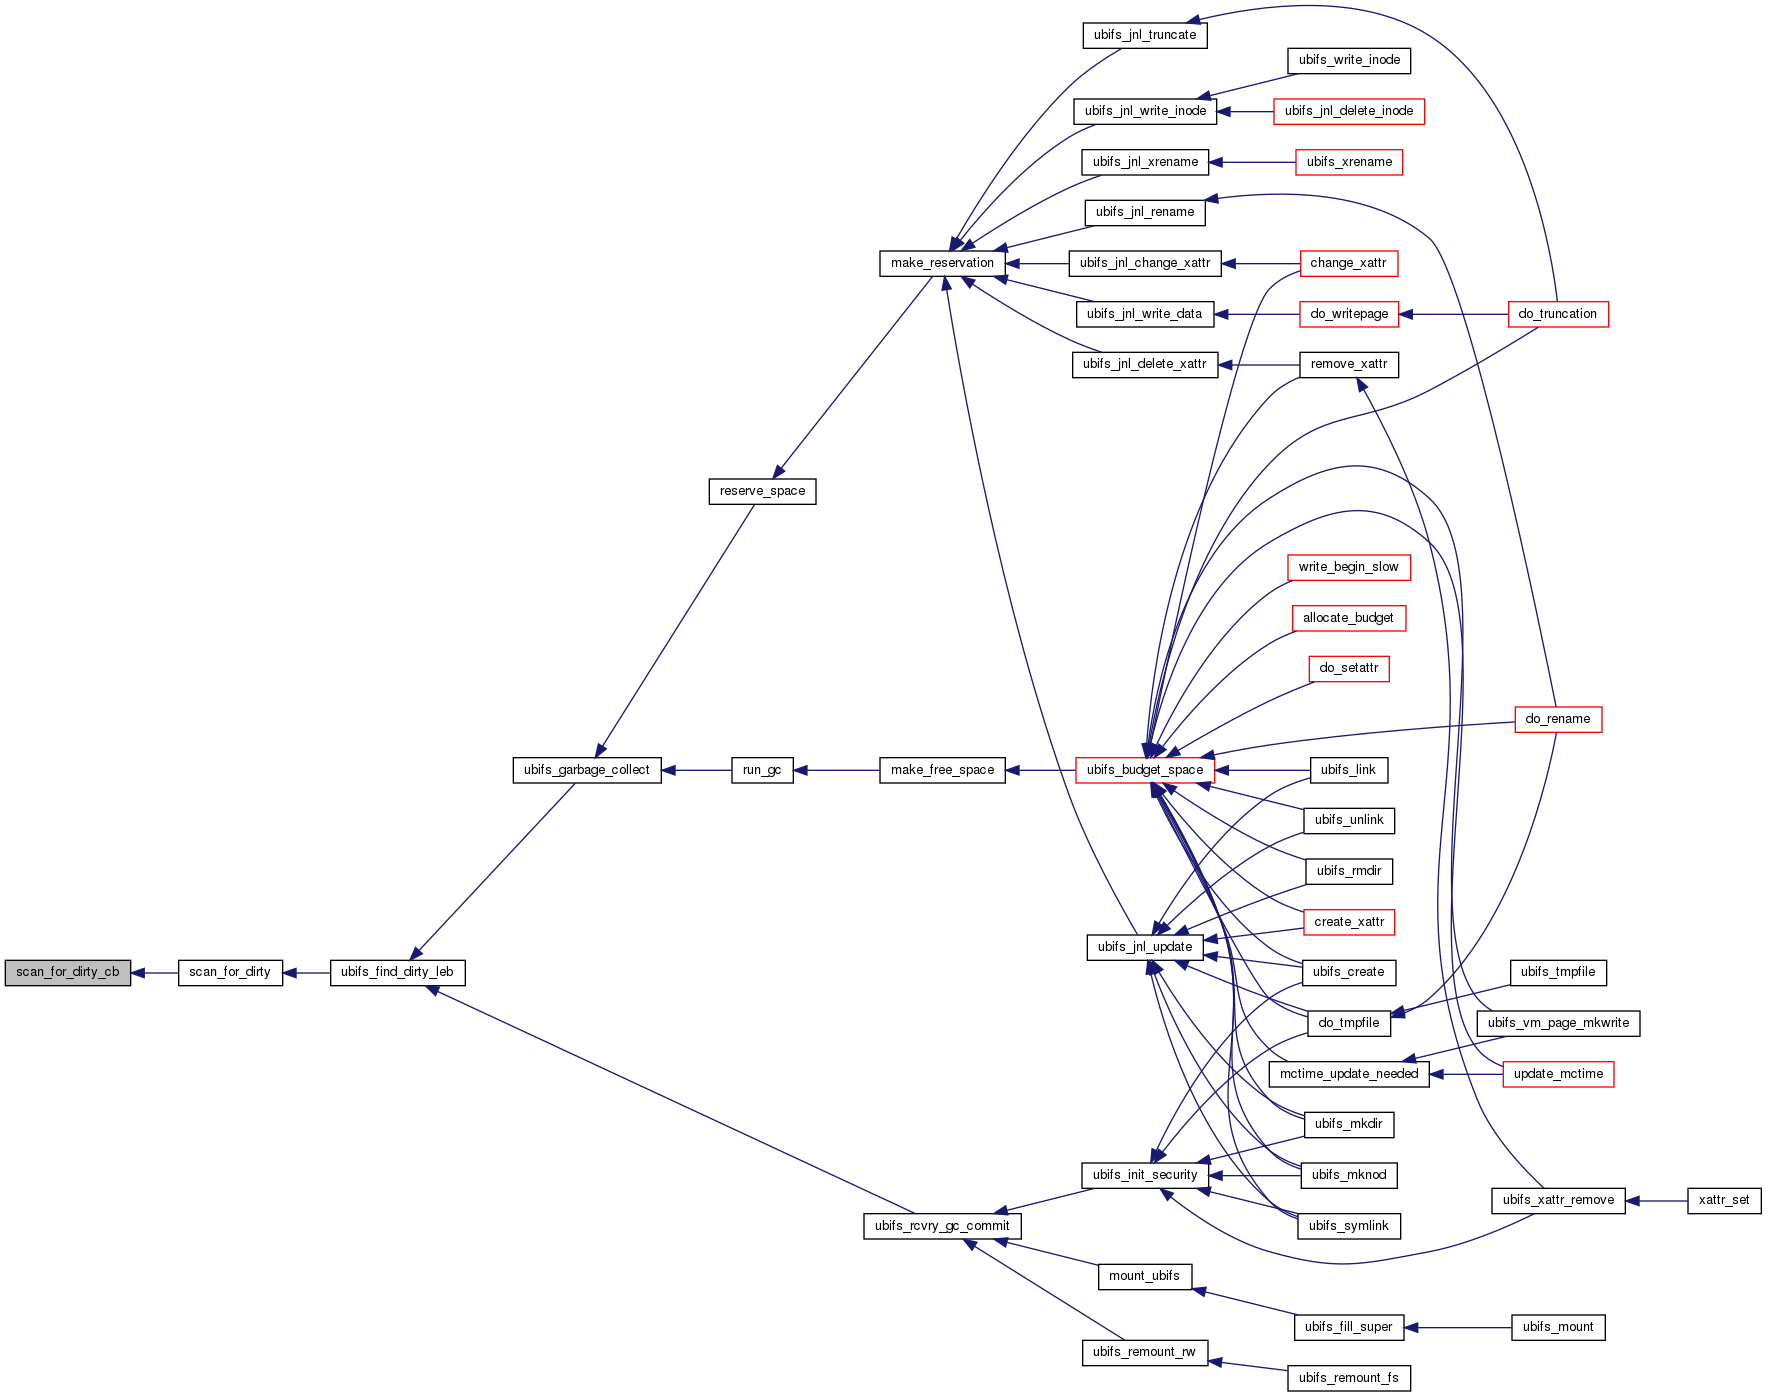 ubifs_jnl_truncate
ubifs_write_inode
ubifs_jnl_write_inode
ubifs_jnl_delete_inode
ubifs_jnl_xrename
ubifs_xrename
ubifs_jnl_rename
make_reservation
ubifs_jnl_change_xattr
change_xattr
ubifs_jnl_write_data
do_writepage
do_truncation
ubifs_jnl_delete_xattr
remove_xattr
reserve_space
write_begin_slow
allocate_budget
do_setattr
do_rename
ubifs_garbage_collect
run_gc
make_free_space
ubifs_budget_space
ubifs_link
ubifs_unlink
ubifs_rmdir
create_xattr
ubifs_jnl_update
scan_for_dirty_cb
scan_for_dirty
ubifs_find_dirty_leb
ubifs_create
ubifs_tmpfile
do_tmpfile
ubifs_vm_page_mkwrite
mctime_update_needed
update_mctime
ubifs_mkdir
ubifs_init_security
ubifs_mknod
ubifs_xattr_remove
xattr_set
ubifs_rcvry_gc_commit
ubifs_symlink
mount_ubifs
ubifs_fill_super
ubifs_mount
ubifs_remount_rw
ubifs_remount_fs